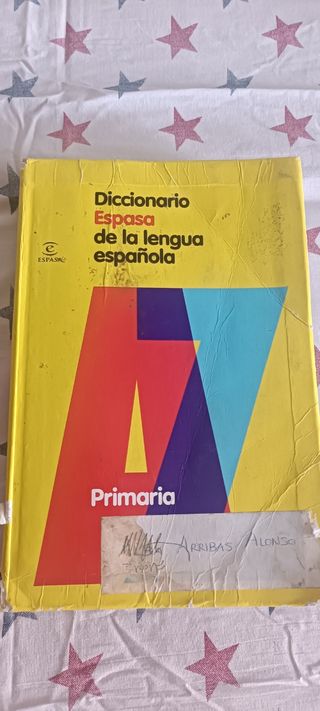 Diccionario
Espasa
de la lengua
española
ESPASA
Primaria
ARRIBAS ALONSO